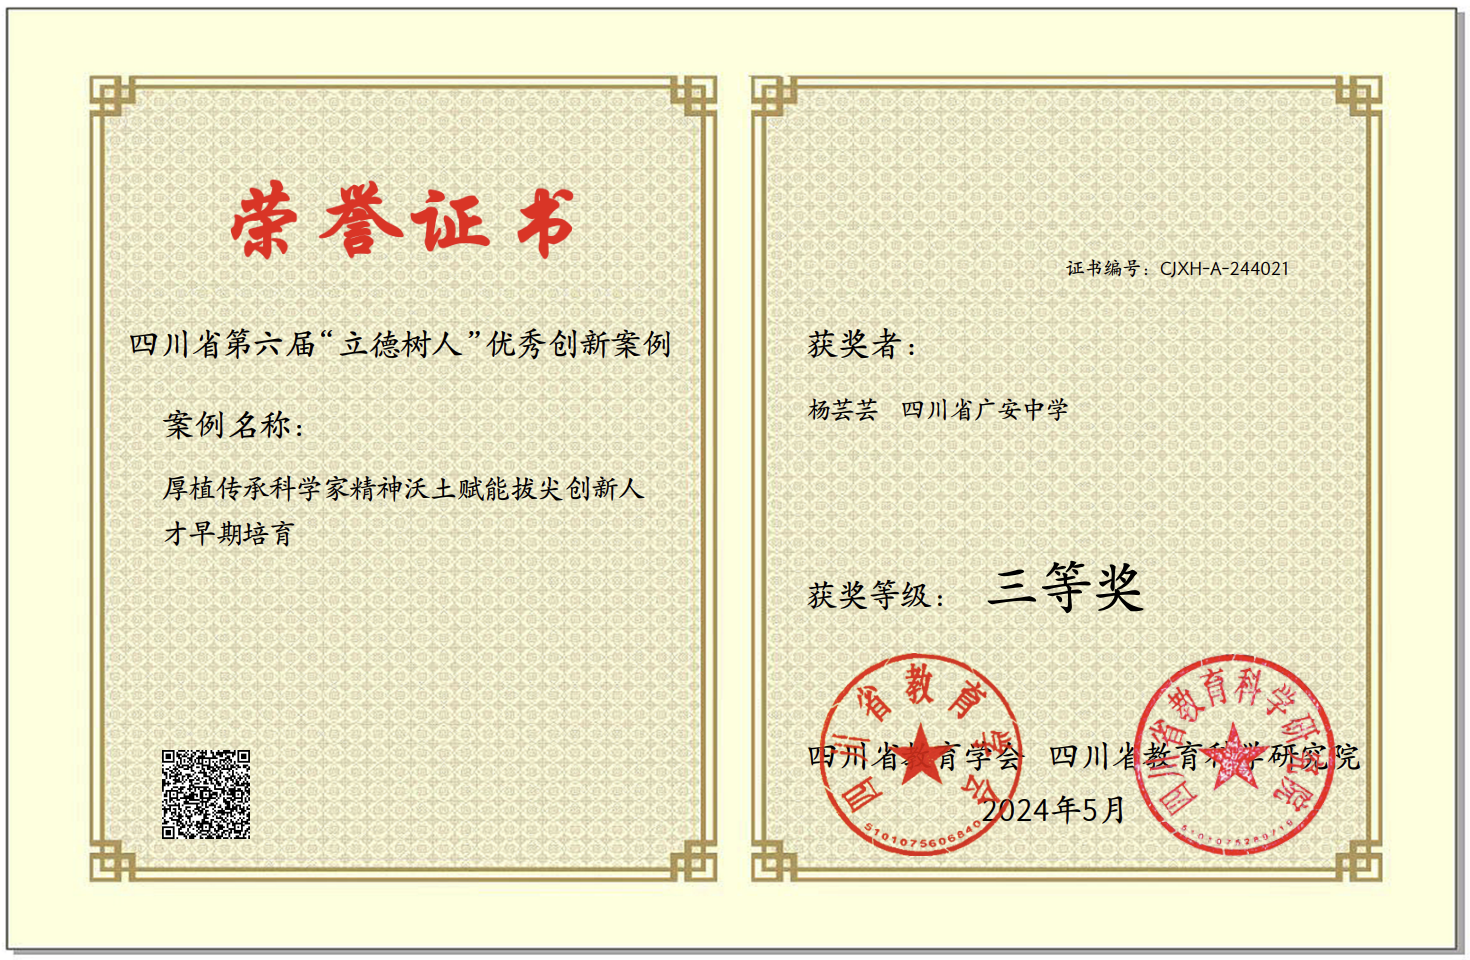 荣誉证书
四川省第六届“立德树人”优秀创新案例
案例名称：
厚植传承科学家精神沃土赋能拔尖创新人
才早期培育
证书编号：CJXH-A-244021
获奖者：
杨芸芸 四川省广安中学
获奖等级：三等奖
四川省教育学会 四川省教育科学研究院
2024年5月
四川省教育学会
5101075606840
四川省教育科学研究院